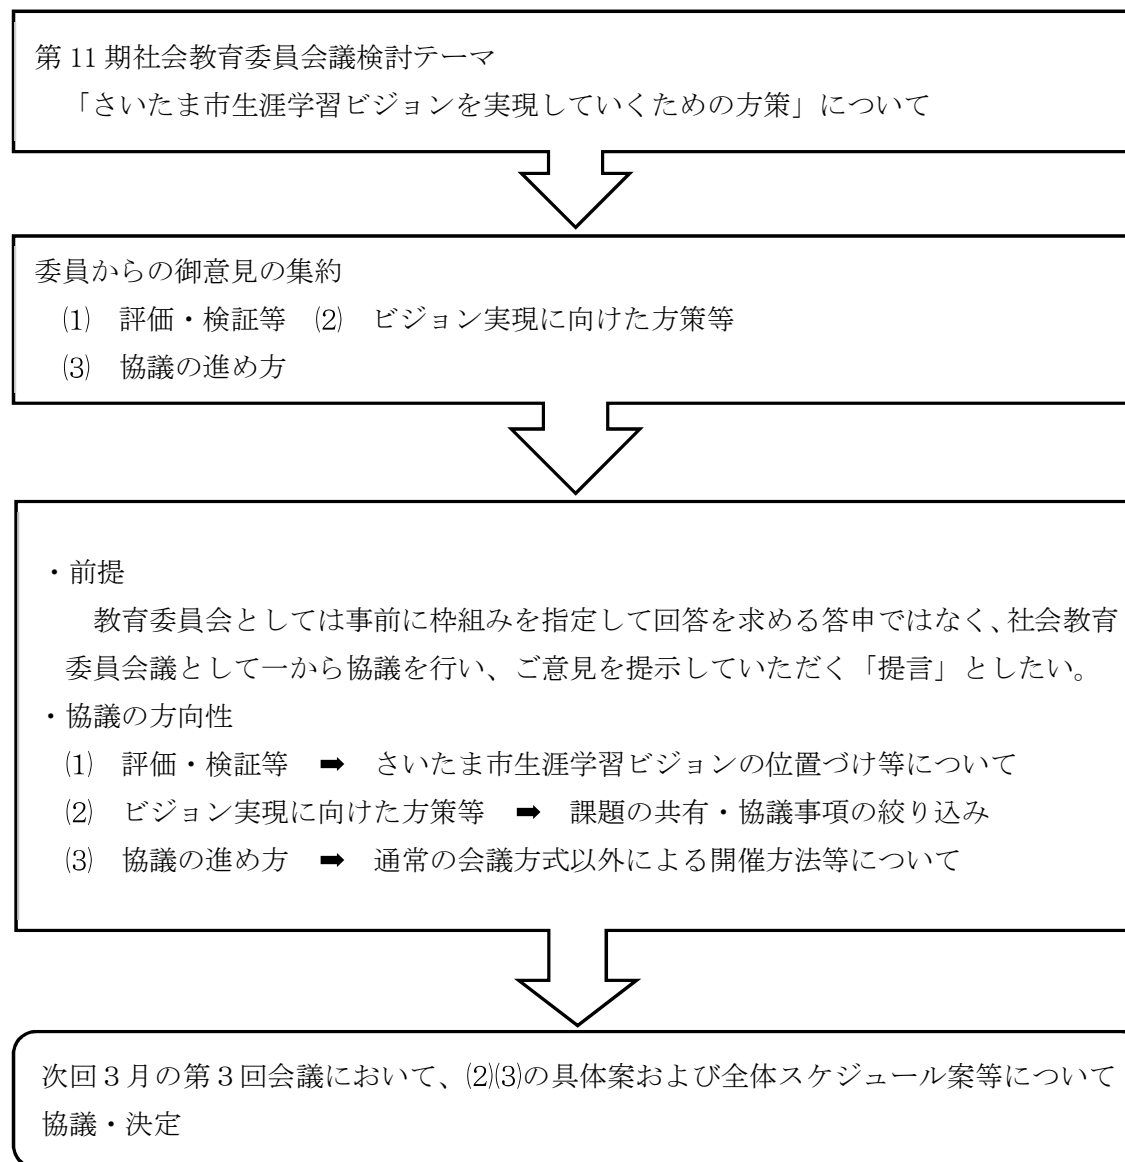 第 11 期社会教育委員会議検討テーマ
「さいたま市生涯学習ビジョンを実現していくための方策」について
委員からの御意見の集約
⑴　評価・検証等　⑵　ビジョン実現に向けた方策等
⑶　協議の進め方
・前提
教育委員会としては事前に枠組みを指定して回答を求める答申ではなく、社会教育
委員会議として一から協議を行い、ご意見を提示していただく「提言」としたい。
・協議の方向性
⑴　評価・検証等　➡　さいたま市生涯学習ビジョンの位置づけ等について
⑵　ビジョン実現に向けた方策等　➡　課題の共有・協議事項の絞り込み
⑶　協議の進め方　➡　通常の会議方式以外による開催方法等について
次回３月の第３回会議において、⑵⑶の具体案および全体スケジュール案等について
協議・決定